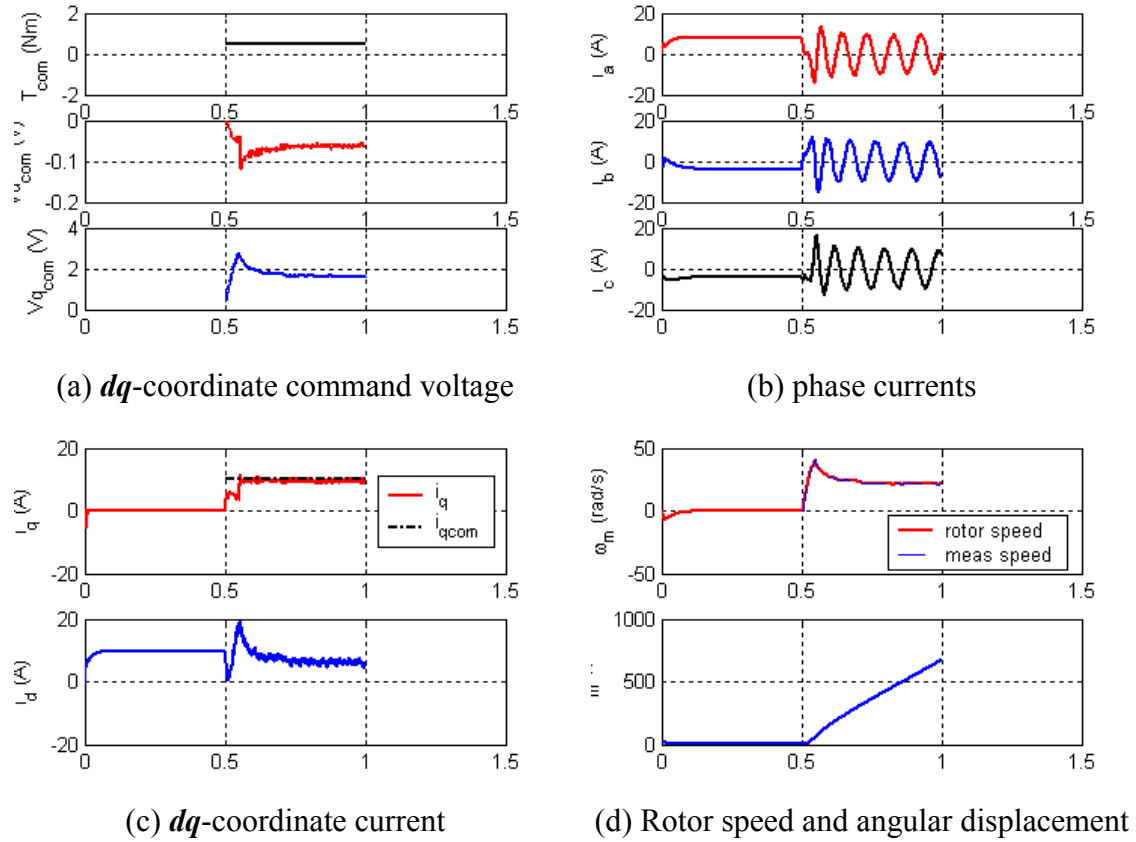 2
0
-2
T_com (Nm)
0 0.5 1 1.5
0
-0.1
-0.2
0.5 1 1.5
4
2
0
Vq_com (V)
0 0.5 1 1.5
(a) dq-coordinate command voltage
20
0
-20
i_a (A)
0 0.5 1 1.5
20
0
-20
i_b (A)
0 0.5 1 1.5
20
0
-20
i_c (A)
0 0.5 1 1.5
(b) phase currents
20
0
-20
i_q (A)
i_q
i_qcom
0 0.5 1 1.5
20
0
-20
i_d (A)
0 0.5 1 1.5
(c) dq-coordinate current
50
0
-50
ω_m (rad/s)
rotor speed
meas speed
0 0.5 1 1.5
1000
500
0
0 0.5 1 1.5
(d) Rotor speed and angular displacement